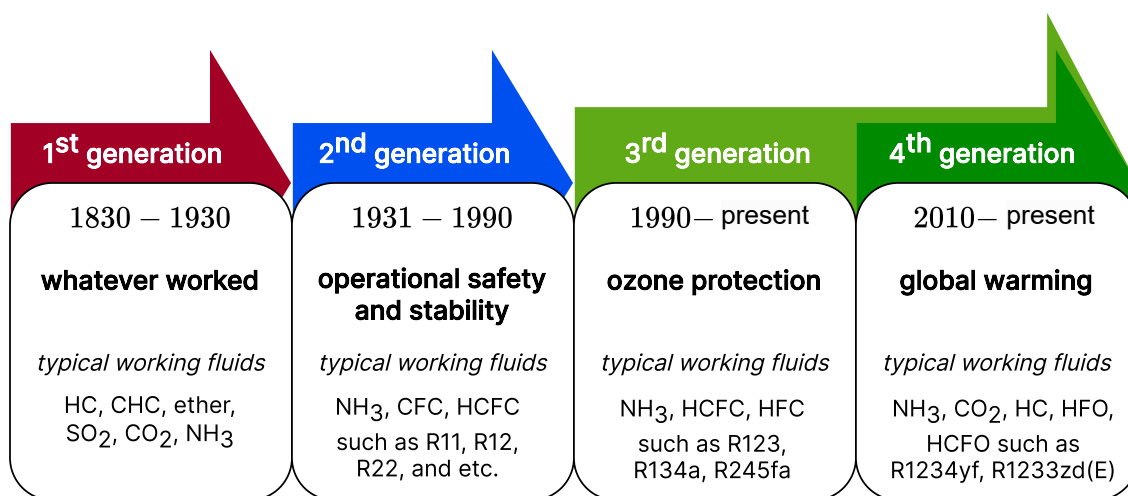 1st generation
1830 – 1930
whatever worked
typical working fluids
HC, CHC, ether,
SO2, CO2, NH3
2nd generation
1931 – 1990
operational safety
and stability
typical working fluids
NH3, CFC, HCFC
such as R11, R12,
R22, and etc.
3rd generation
1990– present
ozone protection
typical working fluids
NH3, HCFC, HFC
such as R123,
R134a, R245fa
4th generation
2010– present
global warming
typical working fluids
NH3, CO2, HC, HFO,
HCFO such as
R1234yf, R1233zd(E)